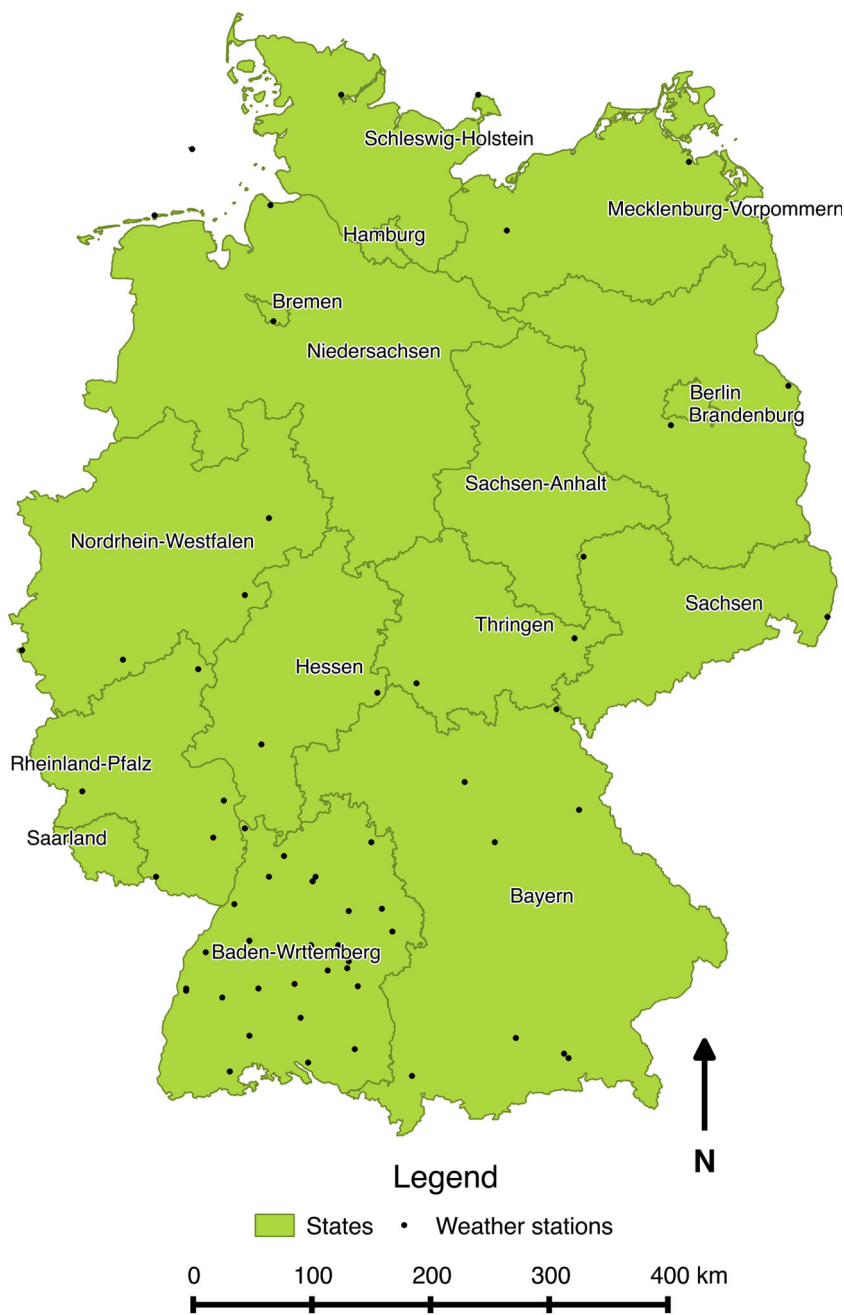 Schleswig-Holstein
Mecklenburg-Vorpommern
Hamburg
Bremen
Niedersachsen
Berlin
Brandenburg
Sachsen-Anhalt
Nordrhein-Westfalen
Sachsen
Thringen
Hessen
Rheinland-Pfalz
Saarland
Bayern
Baden-Wrttemberg
N
Legend
States
Weather stations
0 100 200 300 400 km